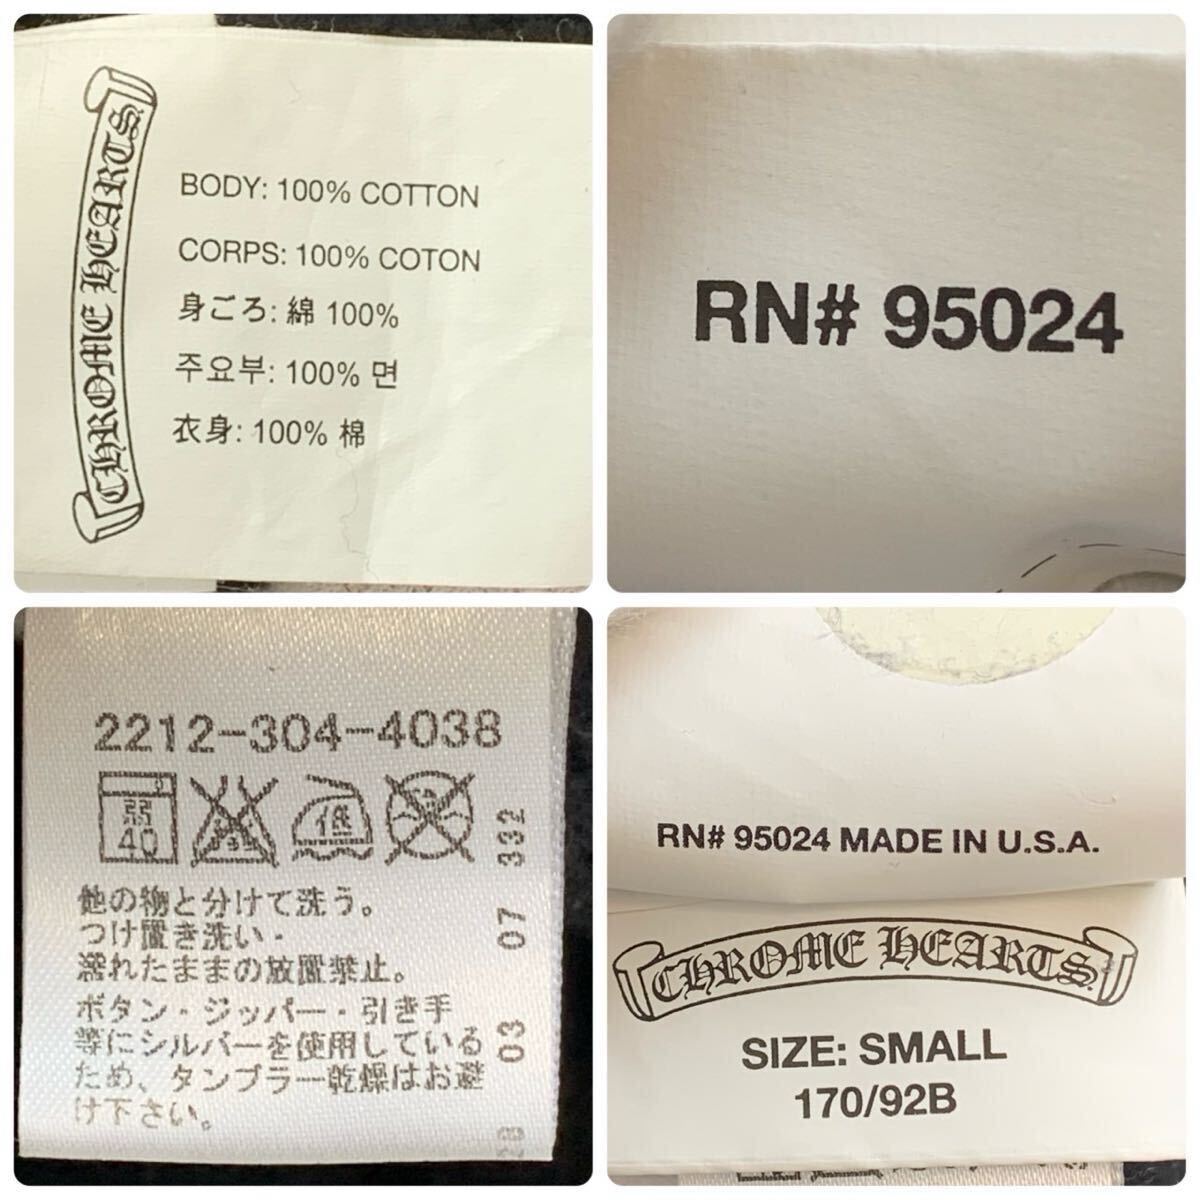 CHROME HEARTS
BODY: 100% COTTON
CORPS: 100% COTON
身ごろ: 綿 100%
주요부: 100% 면
衣身: 100% 棉
RN# 95024
2212-304-4038
弱
40
低
他の物と分けて洗う。
つけ置き洗い・
濡れたままの放置禁止。
ボタン・ジッパー・引き手
等にシルバーを使用している
ため、タンブラー乾燥はお避
け下さい。
07 332
03
RN# 95024 MADE IN U.S.A.
CHROME HEARTS
SIZE: SMALL
170/92B